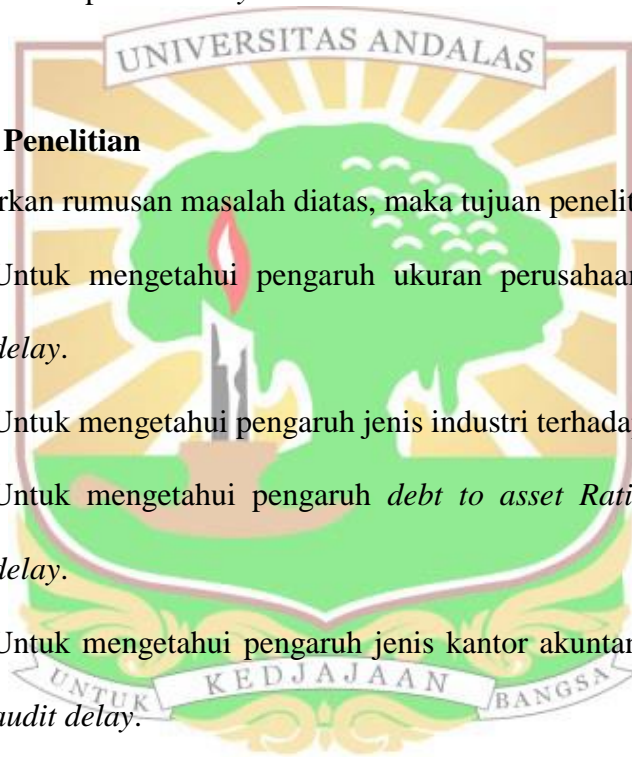 UNIVERSITAS ANDALAS
Penelitian
rkan rumusan masalah diatas, maka tujuan penelit
Untuk mengetahui pengaruh ukuran perusahaan
delay.
Untuk mengetahui pengaruh jenis industri terhada
Untuk mengetahui pengaruh debt to asset Rati
delay.
Untuk mengetahui pengaruh jenis kantor akuntan
UNTUK KEDJAJAAN BANGSA
audit delay.